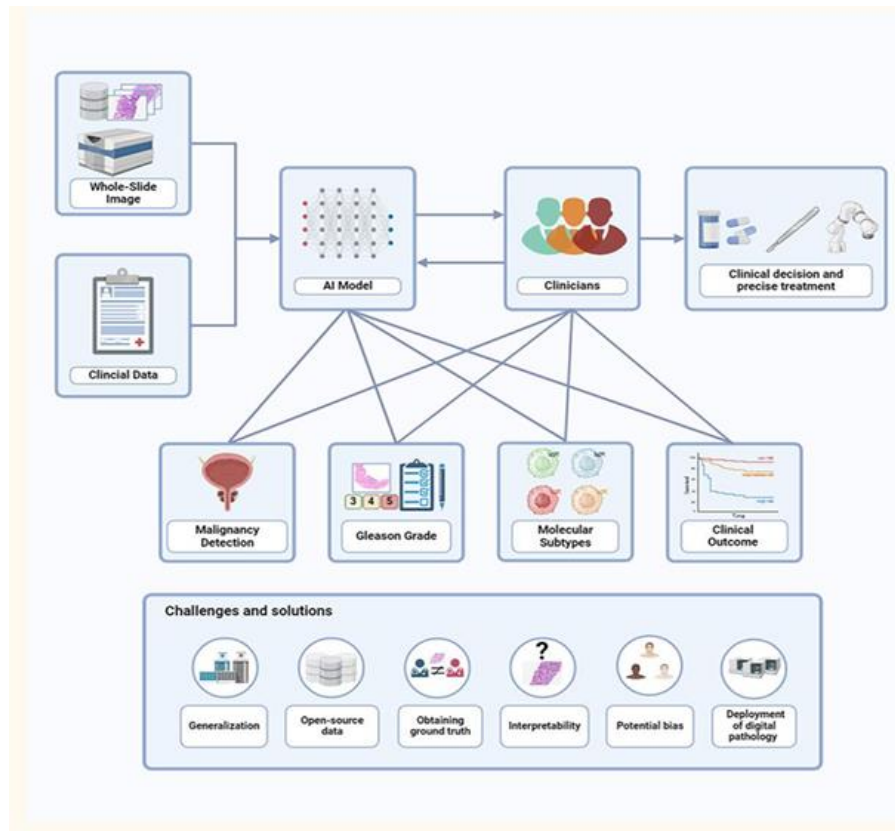 Whole-Slide
Image
AI Model
Clinicians
Clinical decision and
precise treatment
Clincial Data
3 4 5
Malignancy
Detection
Gleason Grade
Molecular
Subtypes
Time
Clinical
Outcome
Challenges and solutions
?
≠
Generalization
Open-source
data
Obtaining
ground truth
Interpretability
Potential bias
Deployment
of digital
pathology